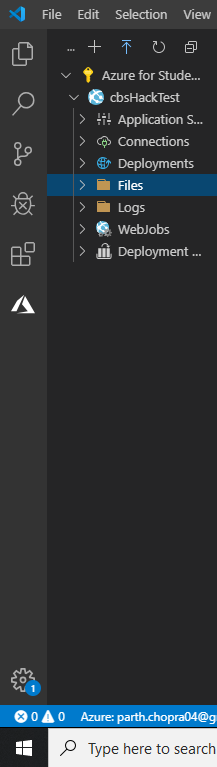 File Edit Selection
...
Azure for Stude...
cbsHackTest
Application S...
Connections
Deployments
Files
Logs
WebJobs
Deployment ...
1
0 0 Azure: parth.chopra04@g
Type here to search